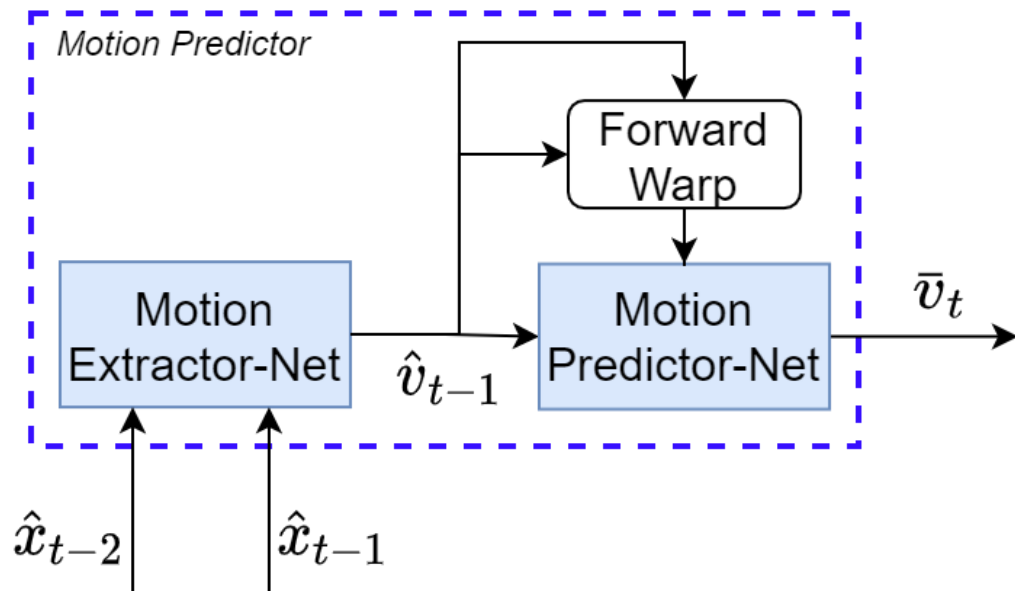 Motion Predictor
Forward
Warp
Motion
Extractor-Net
Motion
Predictor-Net
v̂ₜ₋₁
v̄ₜ
x̂ₜ₋₂
x̂ₜ₋₁